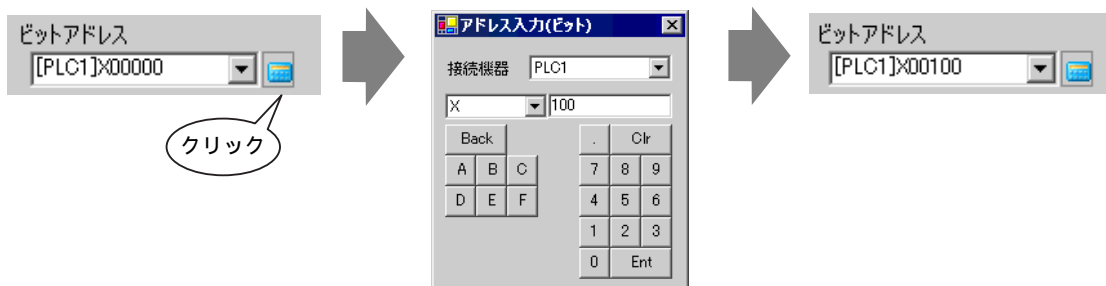 ビットアドレス
[PLC1]X00000
クリック
アドレス入力(ビット)
接続機器 PLC1
X 100
Back . Clr
A B C 7 8 9
D E F 4 5 6
1 2 3
0 Ent
ビットアドレス
[PLC1]X00100